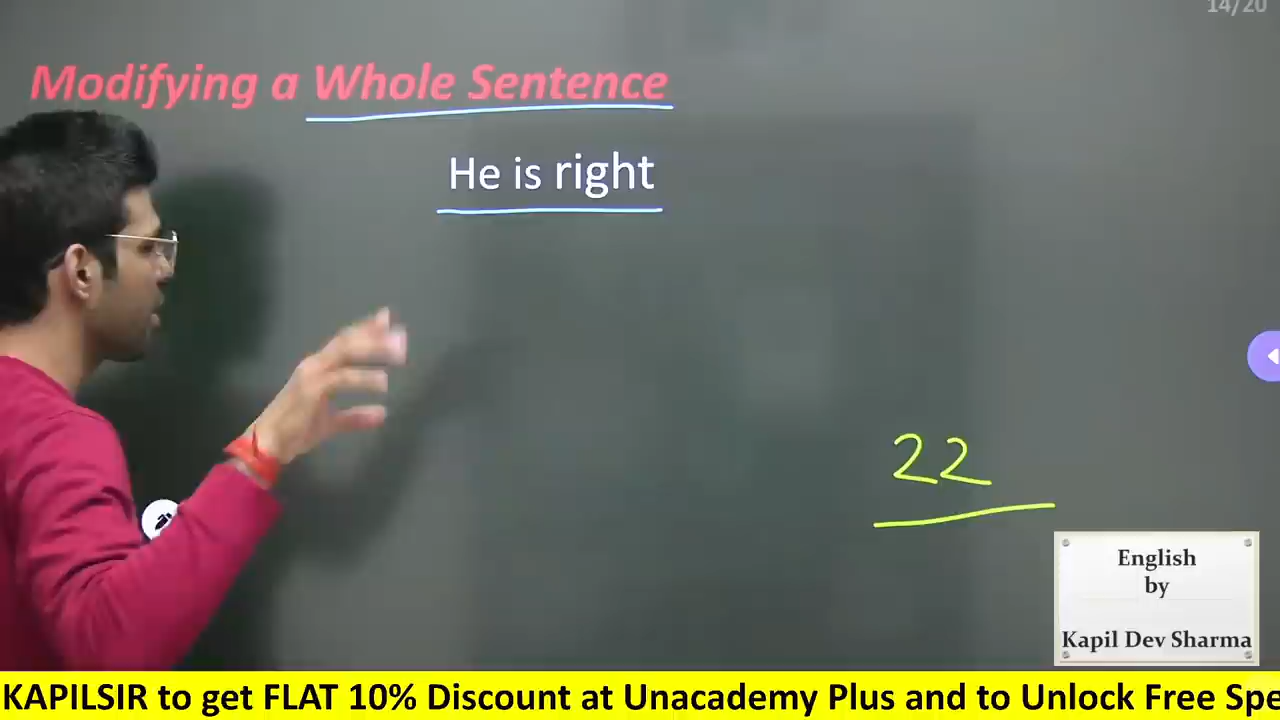 14/20
Modifying a Whole Sentence
He is right
22
English
by
Kapil Dev Sharma
KAPILSIR to get FLAT 10% Discount at Unacademy Plus and to Unlock Free Spe